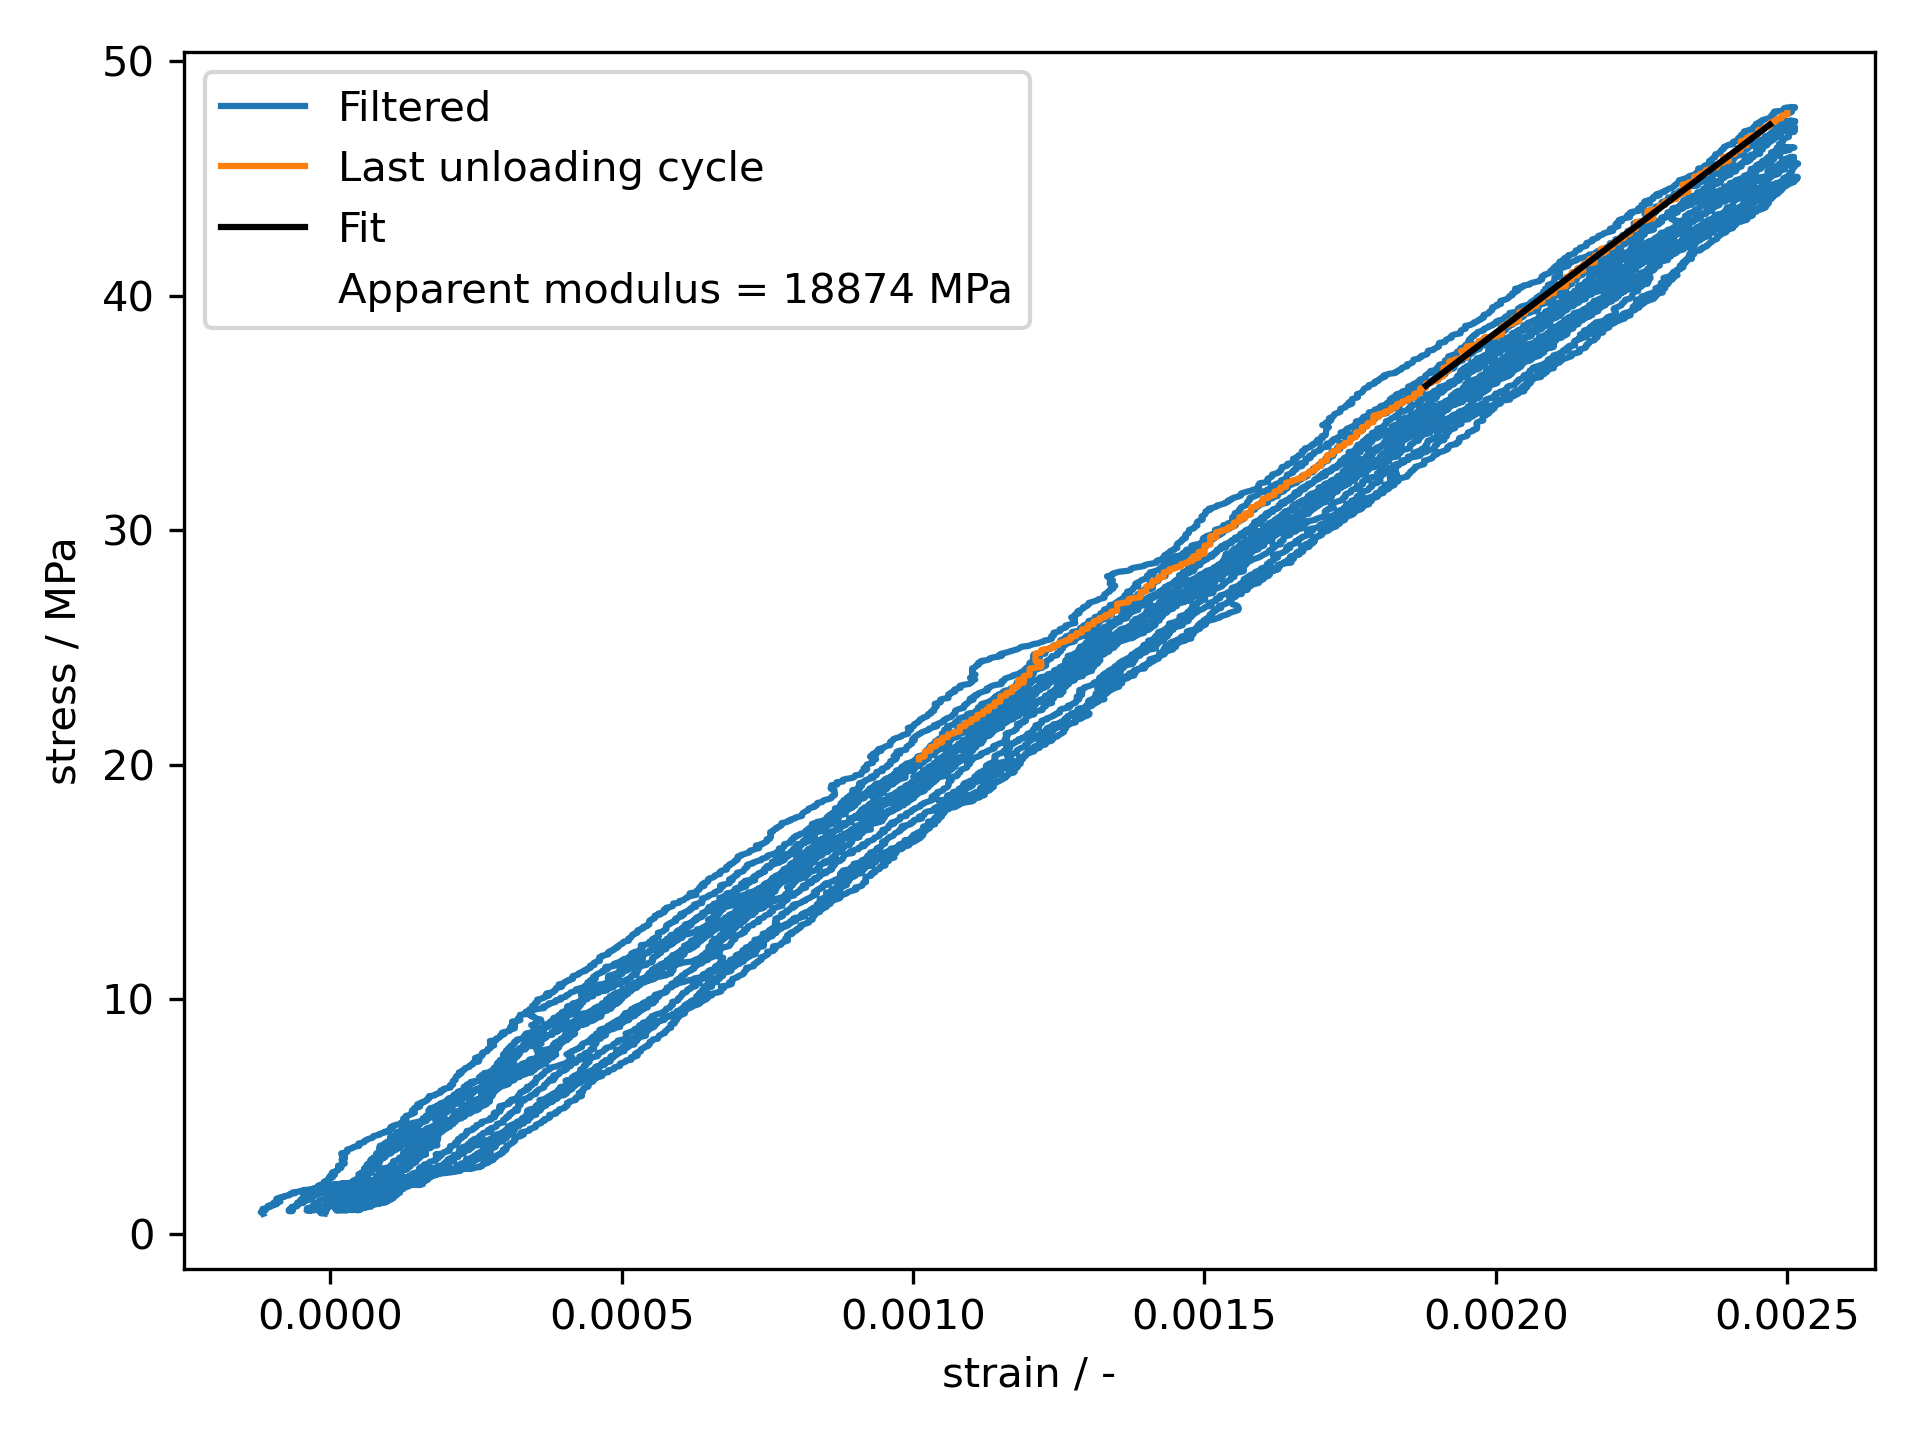 50
40
30
20
10
0
stress / MPa
Filtered
Last unloading cycle
Fit
Apparent modulus = 18874 MPa
0.0000 0.0005 0.0010 0.0015 0.0020 0.0025
strain / -